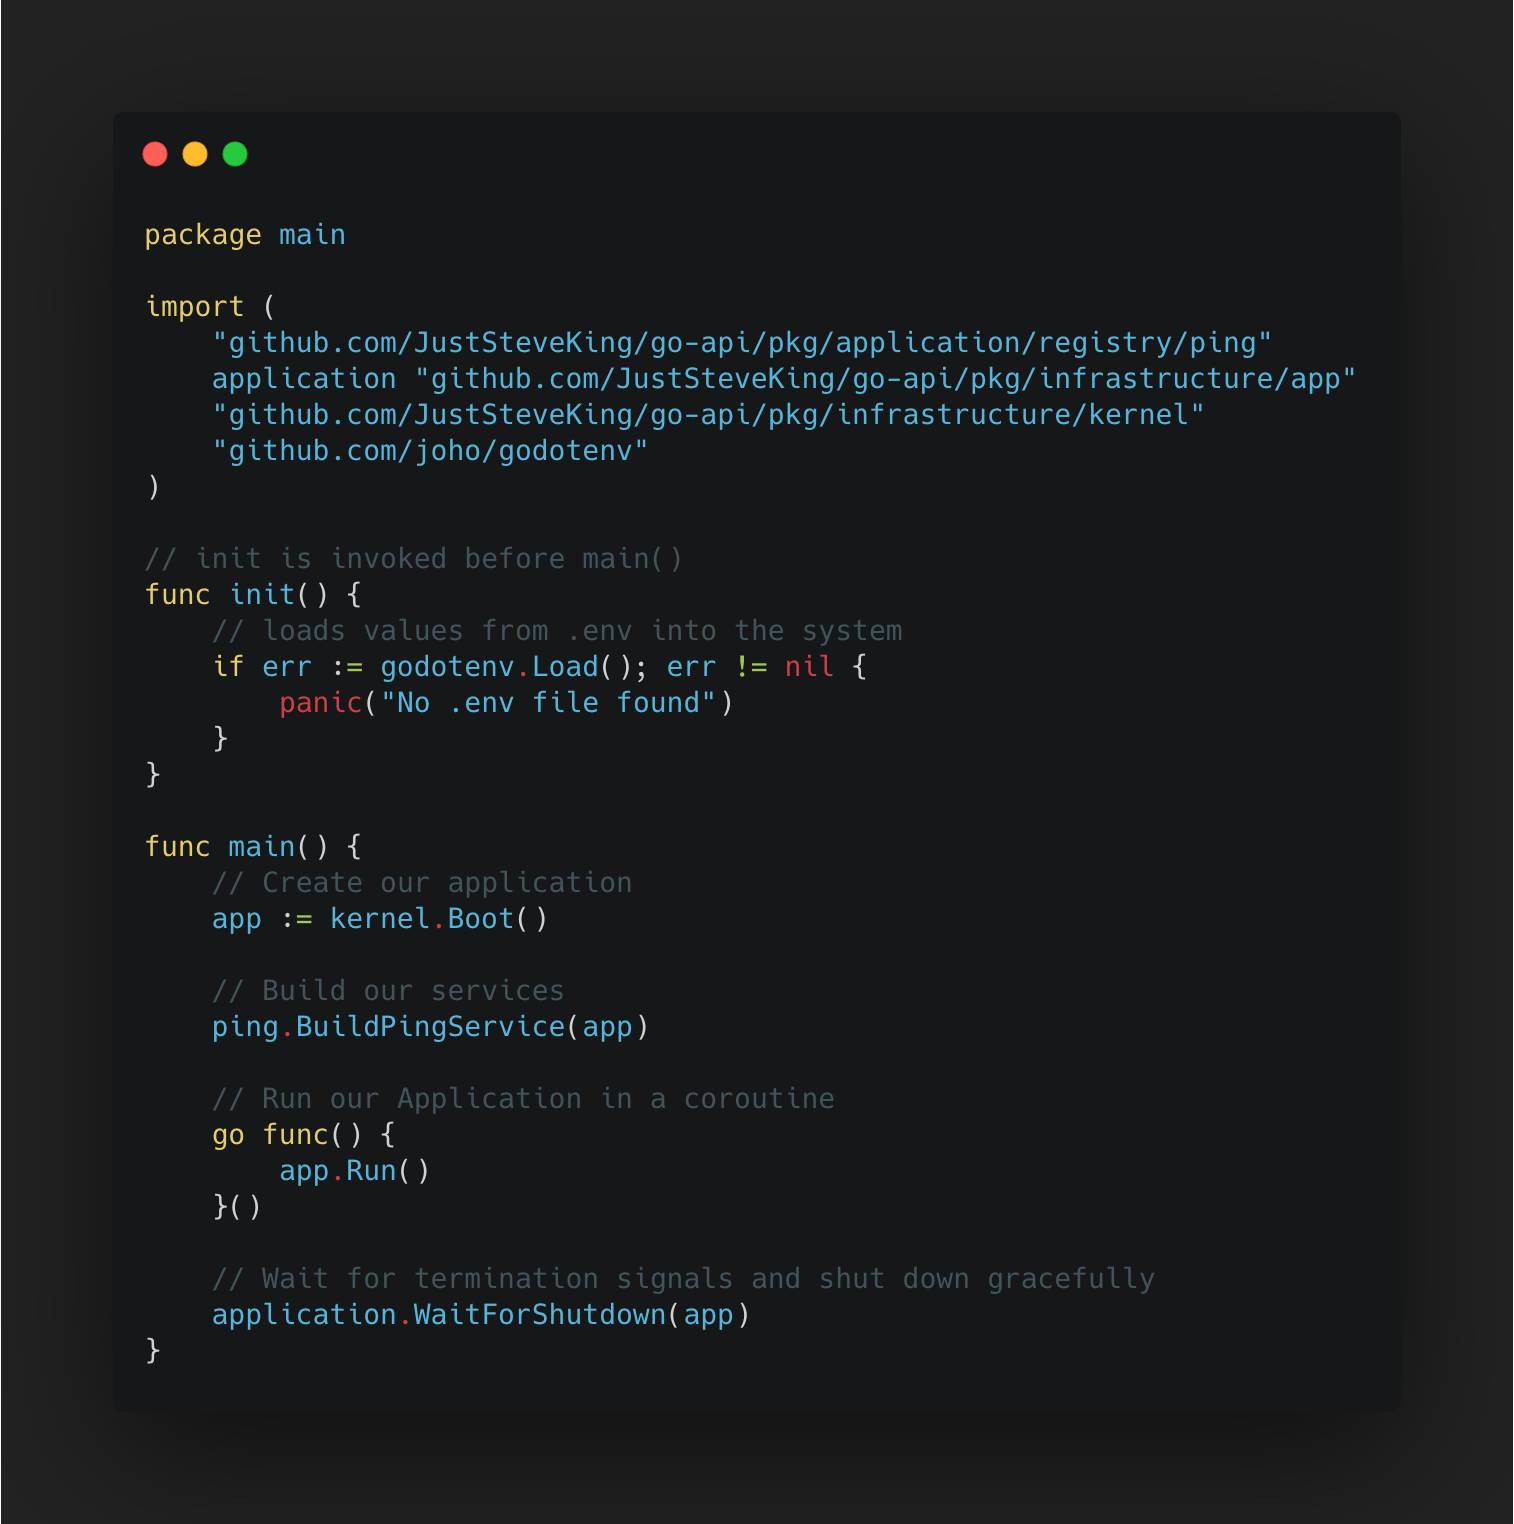 package main

import (
    "github.com/JustSteveKing/go-api/pkg/application/registry/ping"
    application "github.com/JustSteveKing/go-api/pkg/infrastructure/app"
    "github.com/JustSteveKing/go-api/pkg/infrastructure/kernel"
    "github.com/joho/godotenv"
)

// init is invoked before main()
func init() {
    // loads values from .env into the system
    if err := godotenv.Load(); err != nil {
        panic("No .env file found")
    }
}

func main() {
    // Create our application
    app := kernel.Boot()

    // Build our services
    ping.BuildPingService(app)

    // Run our Application in a coroutine
    go func() {
        app.Run()
    }()

    // Wait for termination signals and shut down gracefully
    application.WaitForShutdown(app)
}